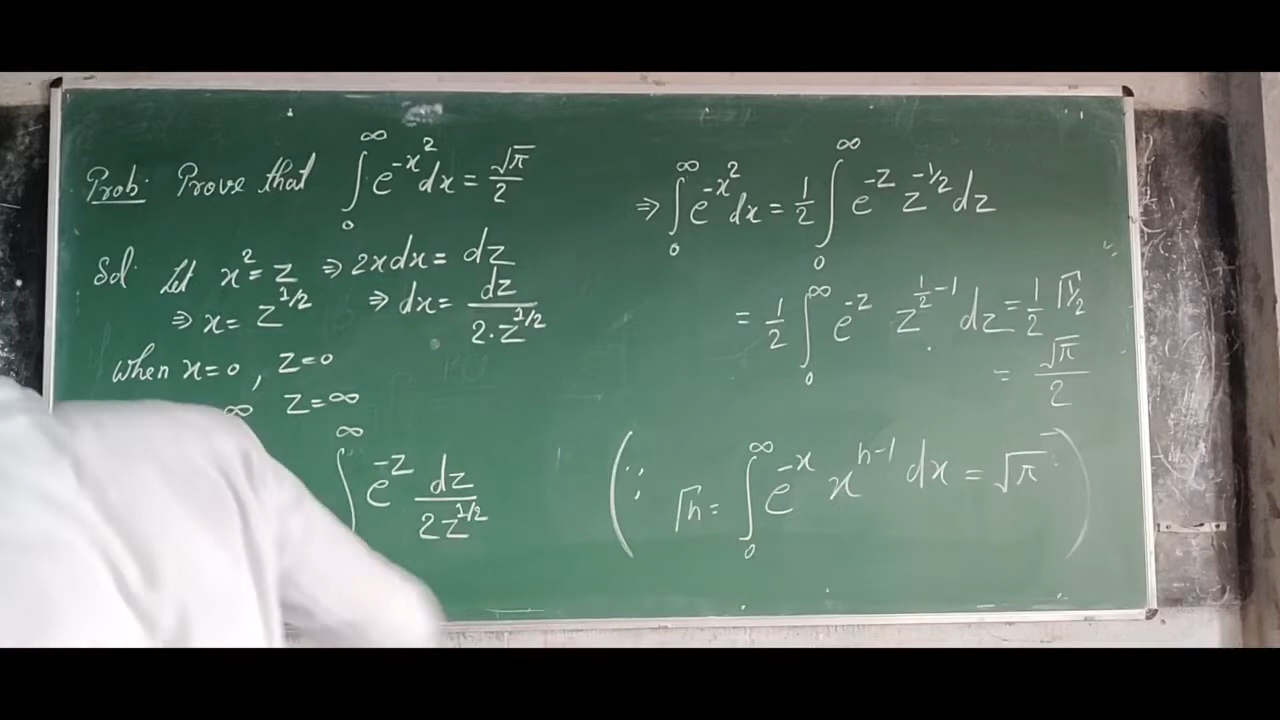 Prob. Prove that ∫₀^∞ e^{-x²} dx = √π/2
Sol. Let x² = z ⇒ 2x dx = dz
⇒ x = z^{1/2} ⇒ dx = dz/(2·z^{1/2})
When x=0, z=0
∞ z=∞
∫^∞ e^{-z} dz/(2z^{1/2})
⇒ ∫₀^∞ e^{-x²} dx = 1/2 ∫₀^∞ e^{-z} z^{-1/2} dz
= 1/2 ∫₀^∞ e^{-z} z^{1/2-1} dz = 1/2 Γ1/2
= √π/2
(∵ Γn = ∫₀^∞ e^{-x} x^{n-1} dx = √π)